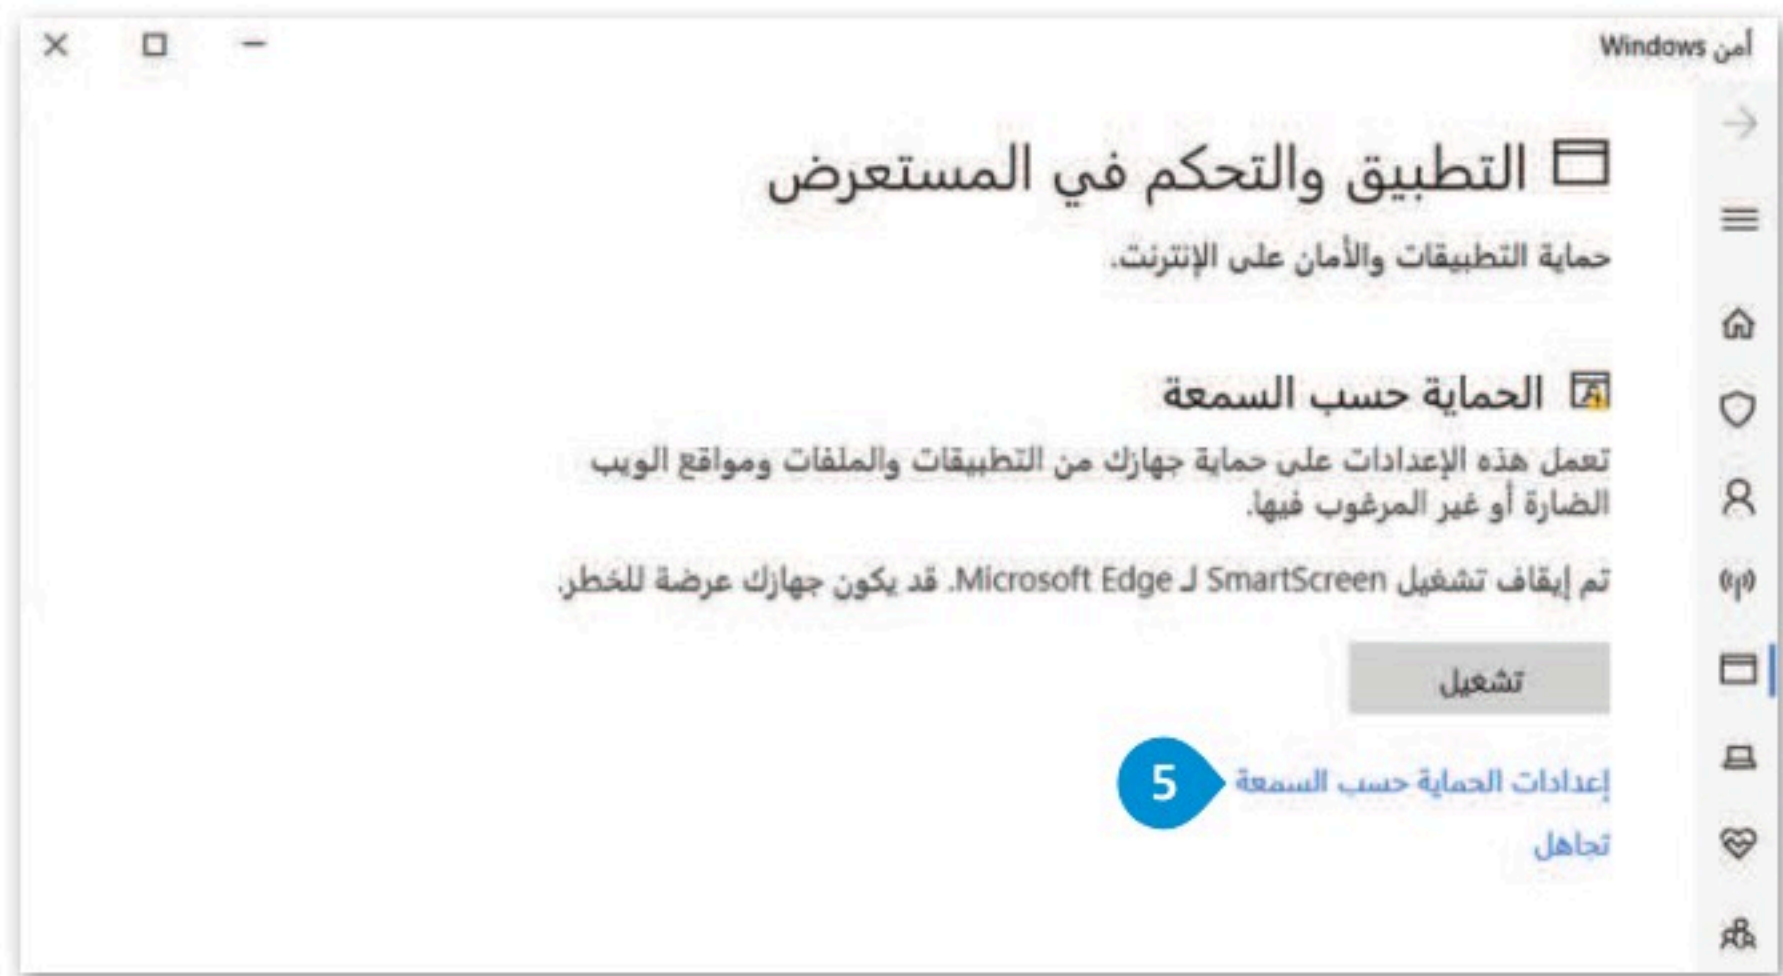 أمن Windows
التطبيق والتحكم في المستعرض
حماية التطبيقات والأمان على الإنترنت.
الحماية حسب السمعة
تعمل هذه الإعدادات على حماية جهازك من التطبيقات والملفات ومواقع الويب
الضارة أو غير المرغوب فيها.
تم إيقاف تشغيل SmartScreen لـ Microsoft Edge. قد يكون جهازك عرضة للخطر.
تشغيل
إعدادات الحماية حسب السمعة
5
تجاهل